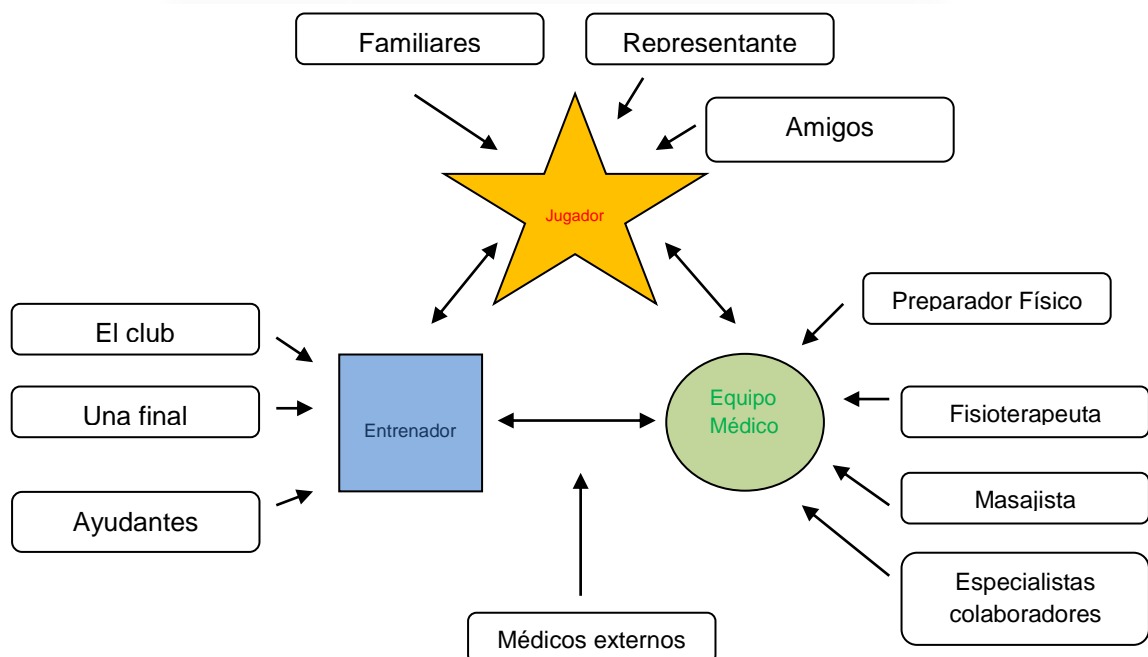 Familiares
Representante
Amigos
Jugador
Preparador Físico
El club
Una final
Ayudantes
Entrenador
Equipo
Médico
Fisioterapeuta
Masajista
Especialistas
colaboradores
Médicos externos